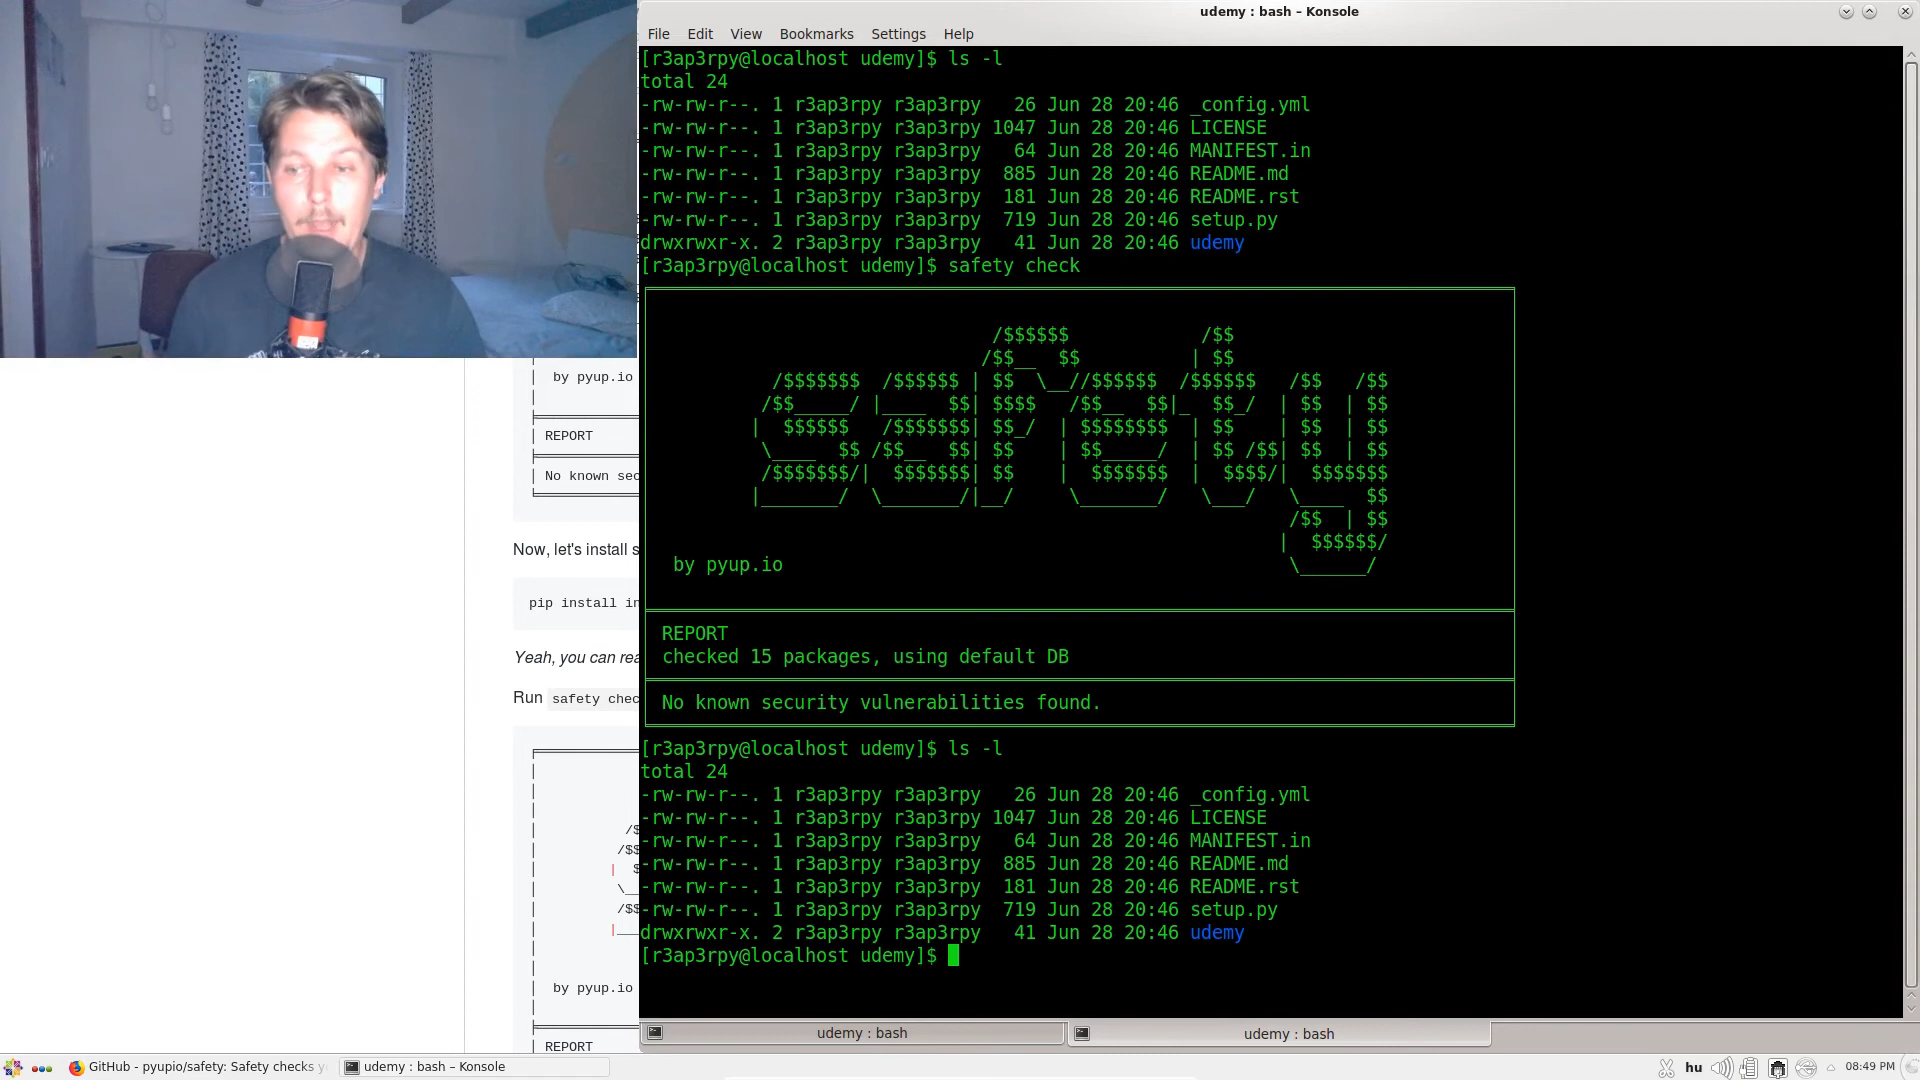 udemy : bash – Konsole
File Edit View Bookmarks Settings Help
[r3ap3rpy@localhost udemy]$ ls -l
total 24
-rw-rw-r--. 1 r3ap3rpy r3ap3rpy   26 Jun 28 20:46 _config.yml
-rw-rw-r--. 1 r3ap3rpy r3ap3rpy 1047 Jun 28 20:46 LICENSE
-rw-rw-r--. 1 r3ap3rpy r3ap3rpy   64 Jun 28 20:46 MANIFEST.in
-rw-rw-r--. 1 r3ap3rpy r3ap3rpy  885 Jun 28 20:46 README.md
-rw-rw-r--. 1 r3ap3rpy r3ap3rpy  181 Jun 28 20:46 README.rst
-rw-rw-r--. 1 r3ap3rpy r3ap3rpy  719 Jun 28 20:46 setup.py
drwxrwxr-x. 2 r3ap3rpy r3ap3rpy   41 Jun 28 20:46 udemy
[r3ap3rpy@localhost udemy]$ safety check
safety
by pyup.io
REPORT
checked 15 packages, using default DB
No known security vulnerabilities found.
[r3ap3rpy@localhost udemy]$ ls -l
total 24
-rw-rw-r--. 1 r3ap3rpy r3ap3rpy   26 Jun 28 20:46 _config.yml
-rw-rw-r--. 1 r3ap3rpy r3ap3rpy 1047 Jun 28 20:46 LICENSE
-rw-rw-r--. 1 r3ap3rpy r3ap3rpy   64 Jun 28 20:46 MANIFEST.in
-rw-rw-r--. 1 r3ap3rpy r3ap3rpy  885 Jun 28 20:46 README.md
-rw-rw-r--. 1 r3ap3rpy r3ap3rpy  181 Jun 28 20:46 README.rst
-rw-rw-r--. 1 r3ap3rpy r3ap3rpy  719 Jun 28 20:46 setup.py
drwxrwxr-x. 2 r3ap3rpy r3ap3rpy   41 Jun 28 20:46 udemy
[r3ap3rpy@localhost udemy]$
udemy : bash
udemy : bash
by pyup.io
REPORT
No known sec
Now, let's install s
pip install in
Yeah, you can rea
Run safety chec
by pyup.io
REPORT
GitHub - pyupio/safety: Safety checks y
udemy : bash – Konsole
hu
08:49 PM